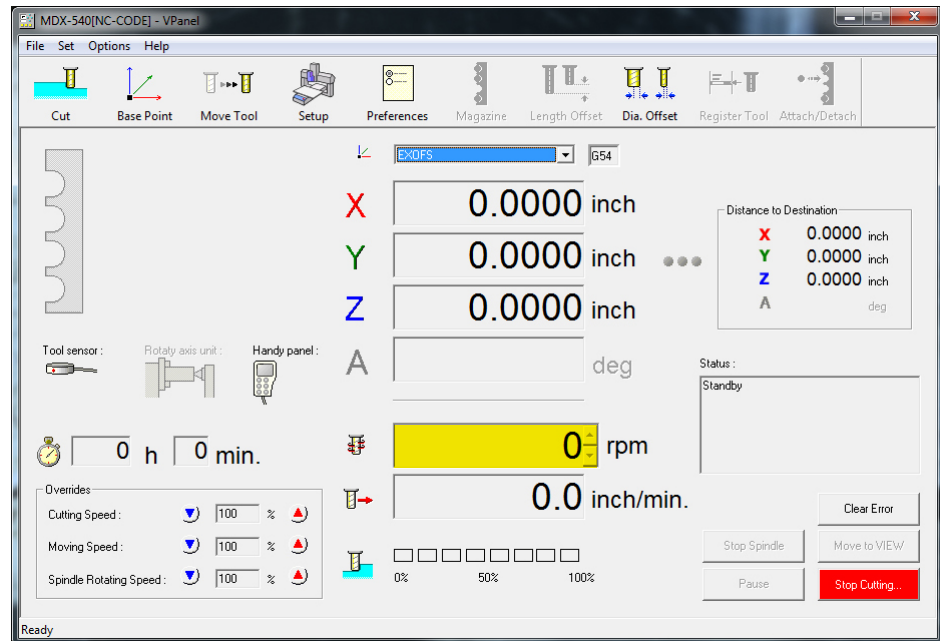 MDX-540[NC-CODE] - VPanel
File Set Options Help
Cut Base Point Move Tool Setup Preferences Magazine Length Offset Dia. Offset Register Tool Attach/Detach
EXOFS G54
X 0.0000 inch
Y 0.0000 inch
Z 0.0000 inch
A deg
Distance to Destination
X 0.0000 inch
Y 0.0000 inch
Z 0.0000 inch
A deg
Tool sensor : Rotaty axis unit : Handy panel :
Status :
Standby
0 h 0 min.
0 rpm
0.0 inch/min.
Overrides
Cutting Speed : 100 %
Moving Speed : 100 %
Spindle Rotating Speed : 100 %
0% 50% 100%
Clear Error
Stop Spindle Move to VIEW
Pause Stop Cutting...
Ready